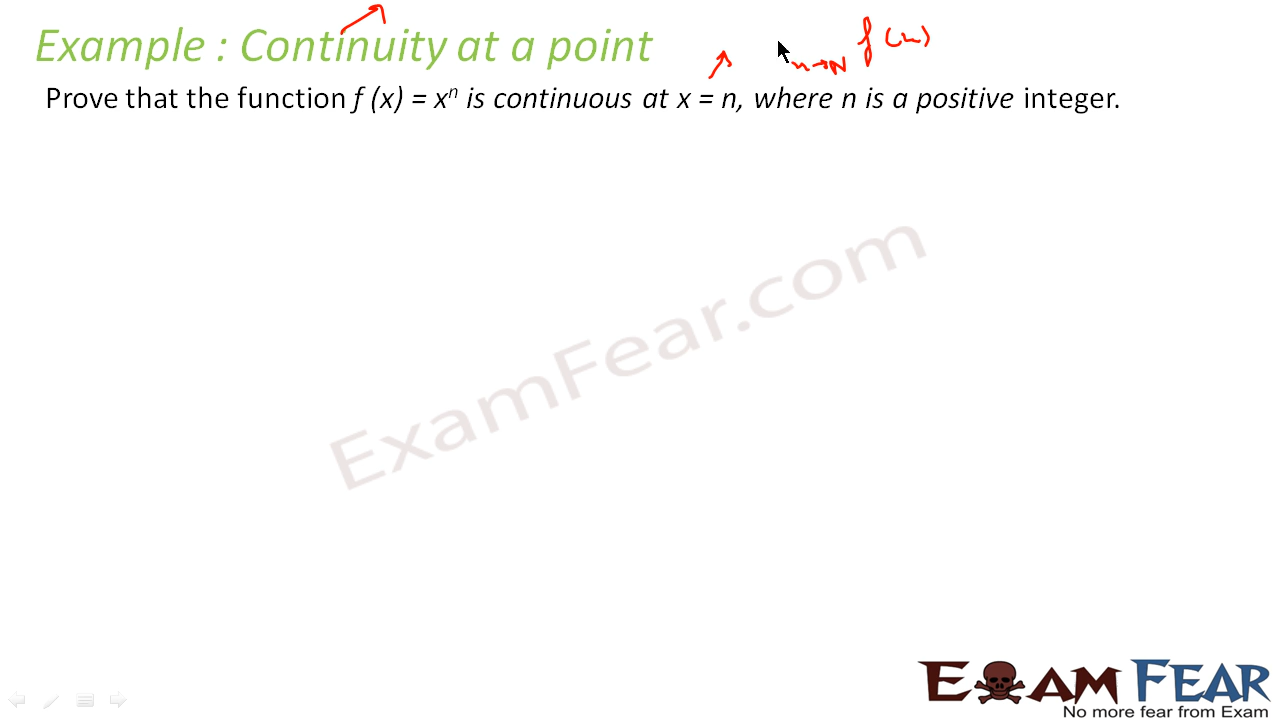 Example : Continuity at a point
n→N f(n)
Prove that the function f (x) = xⁿ is continuous at x = n, where n is a positive integer.
ExamFear.com
EXAM FEAR
No more fear from Exam